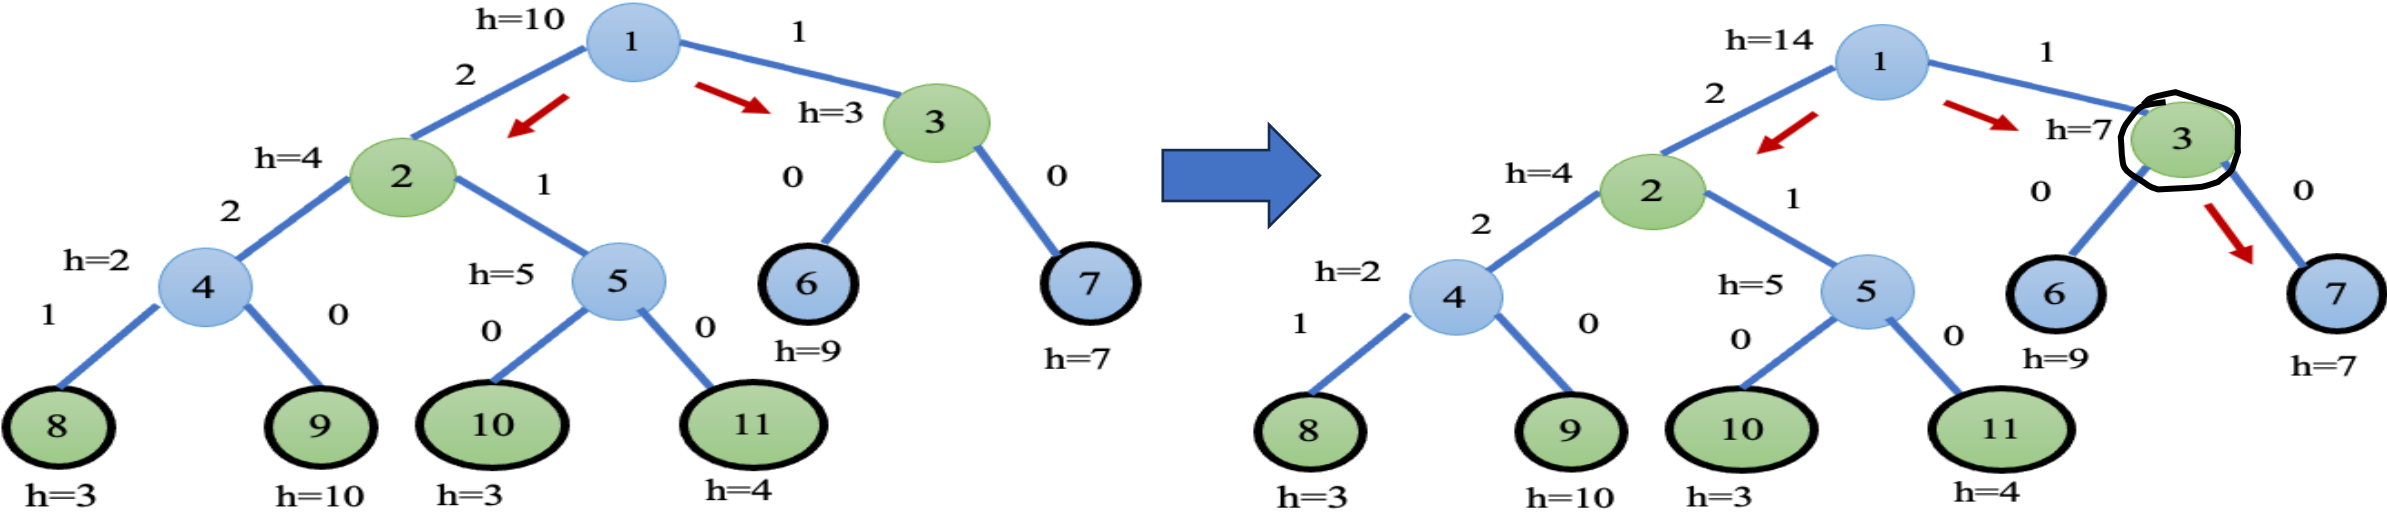 h=10 1 1
2
h=3 3
h=4 2 1 0 0
2
h=2 4 h=5 5 6 7
1 0 0 0 h=9 h=7
8 9 10 11
h=3 h=10 h=3 h=4
h=14 1 1
2
h=7 3
h=4 2 1 0 0
2
h=2 4 h=5 5 6 7
1 0 0 0 h=9 h=7
8 9 10 11
h=3 h=10 h=3 h=4